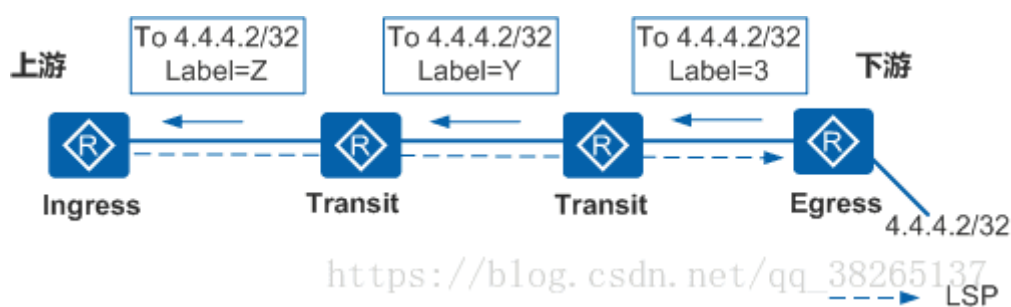 上游
To 4.4.4.2/32
Label=Z
To 4.4.4.2/32
Label=Y
To 4.4.4.2/32
Label=3
下游
R
R
R
R
Ingress
Transit
Transit
Egress
4.4.4.2/32
https://blog.csdn.net/qq_38265137
LSP